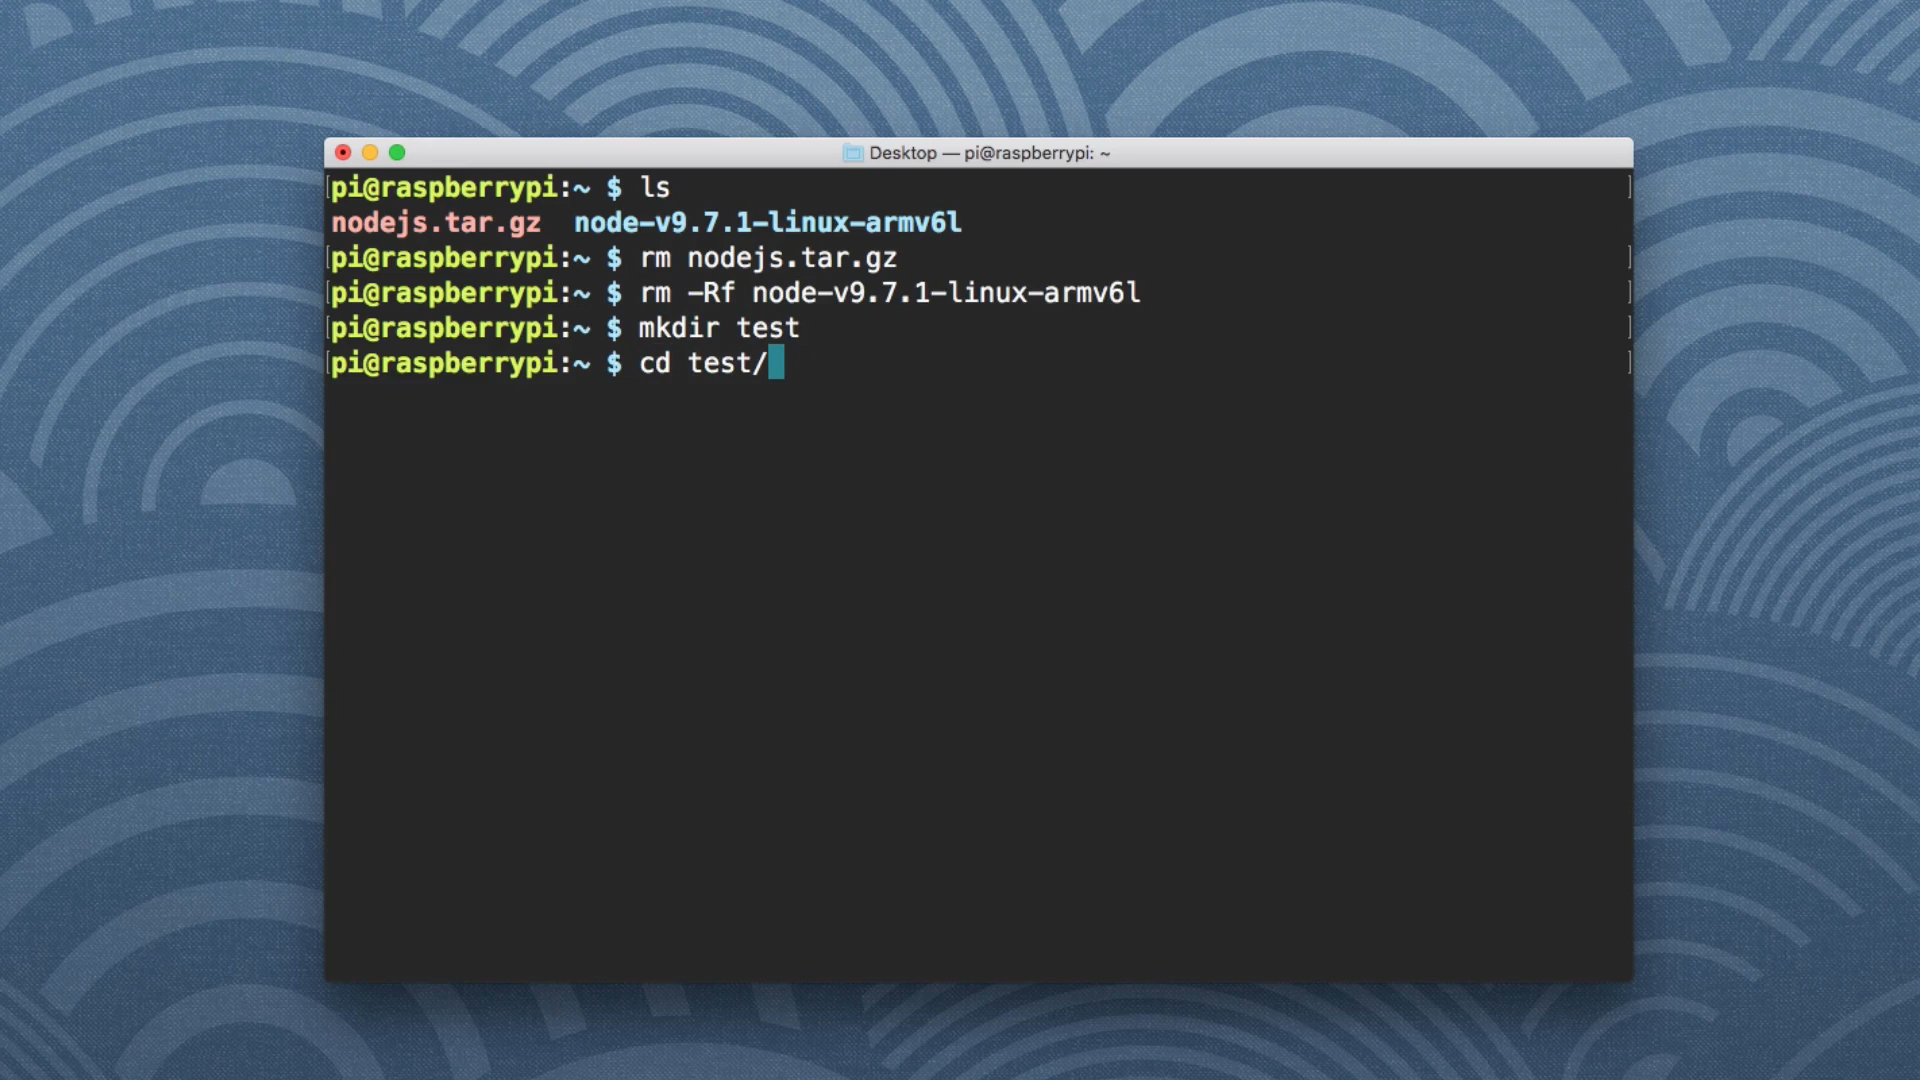 Desktop — pi@raspberrypi: ~
pi@raspberrypi:~ $ ls
nodejs.tar.gz  node-v9.7.1-linux-armv6l
pi@raspberrypi:~ $ rm nodejs.tar.gz
pi@raspberrypi:~ $ rm -Rf node-v9.7.1-linux-armv6l
pi@raspberrypi:~ $ mkdir test
pi@raspberrypi:~ $ cd test/